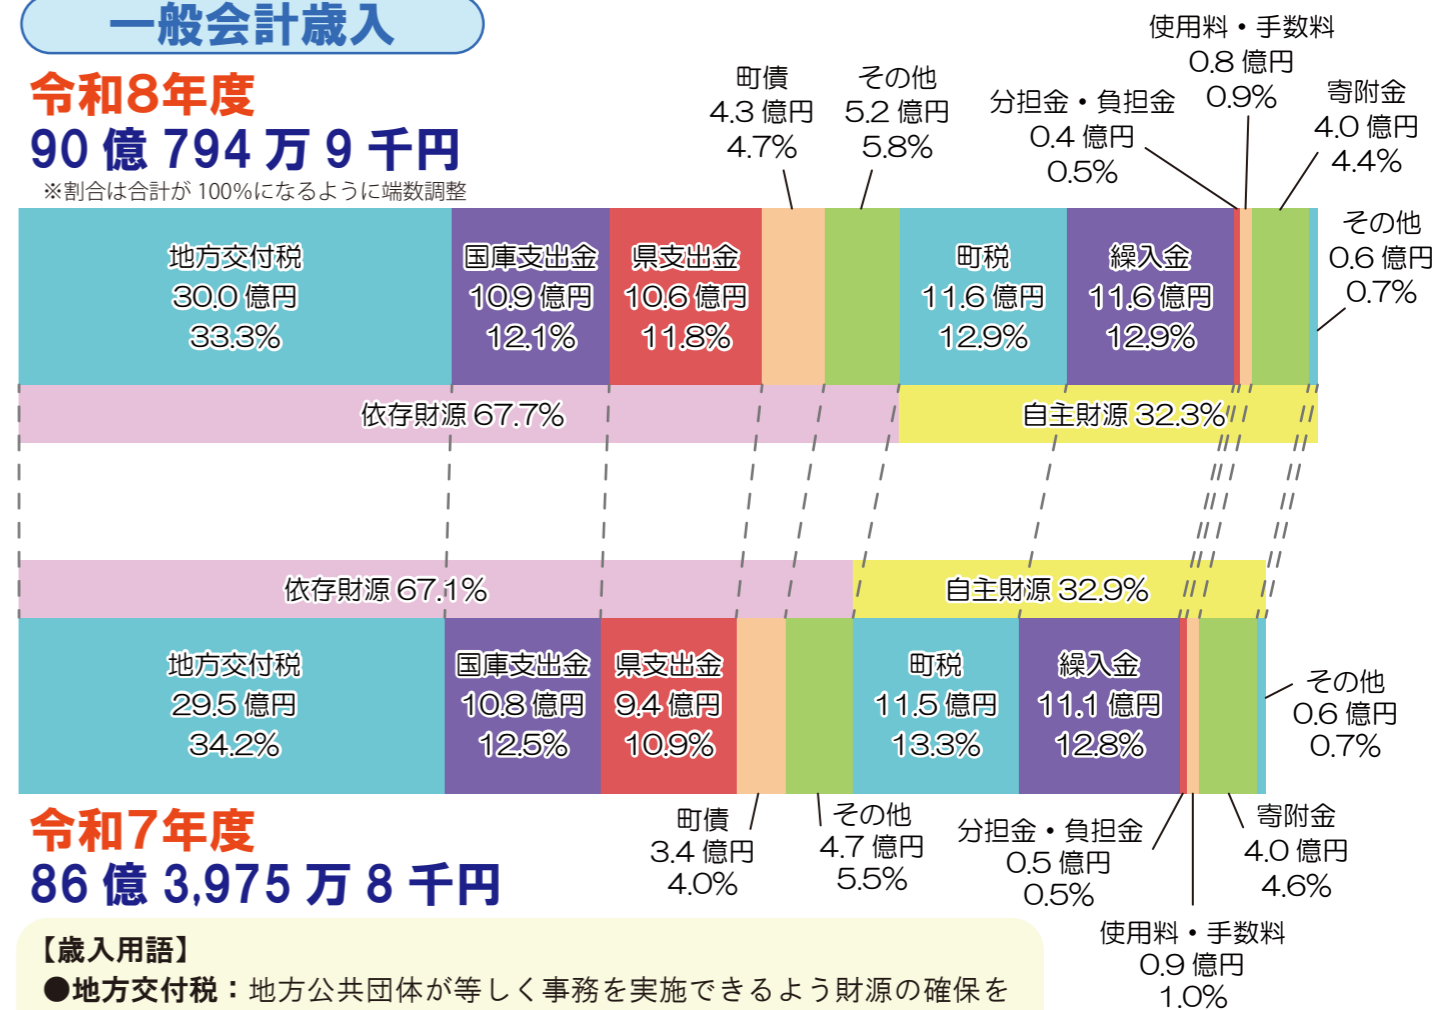 一般会計歳入
令和8年度
90 億 794 万 9 千円
※割合は合計が 100%になるように端数調整
町債
4.3 億円
4.7%
その他
5.2 億円
5.8%
分担金・負担金
0.4 億円
0.5%
使用料・手数料
0.8 億円
0.9%
寄附金
4.0 億円
4.4%
その他
0.6 億円
0.7%
地方交付税
30.0 億円
33.3%
国庫支出金
10.9 億円
12.1%
県支出金
10.6 億円
11.8%
町税
11.6 億円
12.9%
繰入金
11.6 億円
12.9%
依存財源 67.7%
自主財源 32.3%
依存財源 67.1%
自主財源 32.9%
地方交付税
29.5 億円
34.2%
国庫支出金
10.8 億円
12.5%
県支出金
9.4 億円
10.9%
町税
11.5 億円
13.3%
繰入金
11.1 億円
12.8%
その他
0.6 億円
0.7%
令和7年度
86 億 3,975 万 8 千円
町債
3.4 億円
4.0%
その他
4.7 億円
5.5%
分担金・負担金
0.5 億円
0.5%
使用料・手数料
0.9 億円
1.0%
寄附金
4.0 億円
4.6%
【歳入用語】
●地方交付税：地方公共団体が等しく事務を実施できるよう財源の確保を